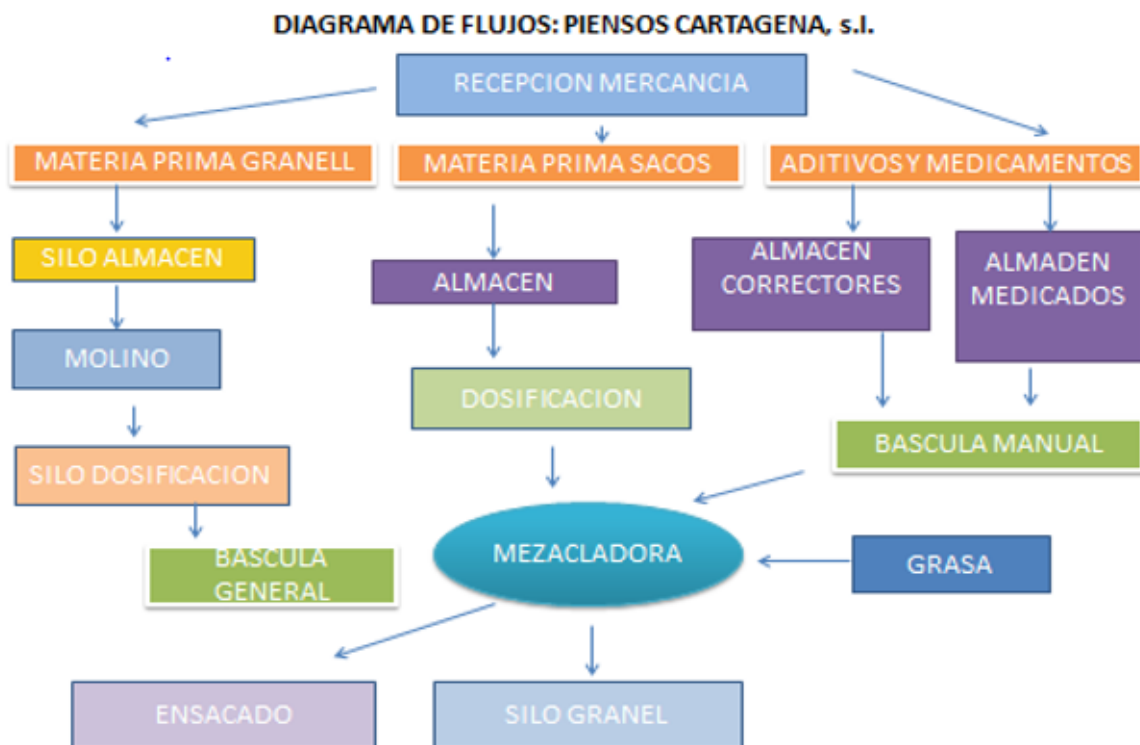 DIAGRAMA DE FLUJOS: PIENSOS CARTAGENA, s.l.
RECEPCION MERCANCIA
MATERIA PRIMA GRANELL
MATERIA PRIMA SACOS
ADITIVOS Y MEDICAMENTOS
SILO ALMACEN
ALMACEN
ALMACEN
CORRECTORES
ALMADEN
MEDICADOS
MOLINO
DOSIFICACION
BASCULA MANUAL
SILO DOSIFICACION
BASCULA
GENERAL
MEZACLADORA
GRASA
ENSACADO
SILO GRANEL